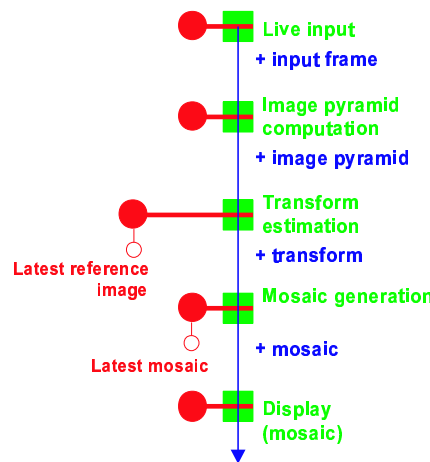 Live input
+ input frame
Image pyramid
computation
+ image pyramid
Transform
estimation
+ transform
Latest reference
image
Mosaic generation
+ mosaic
Latest mosaic
Display
(mosaic)